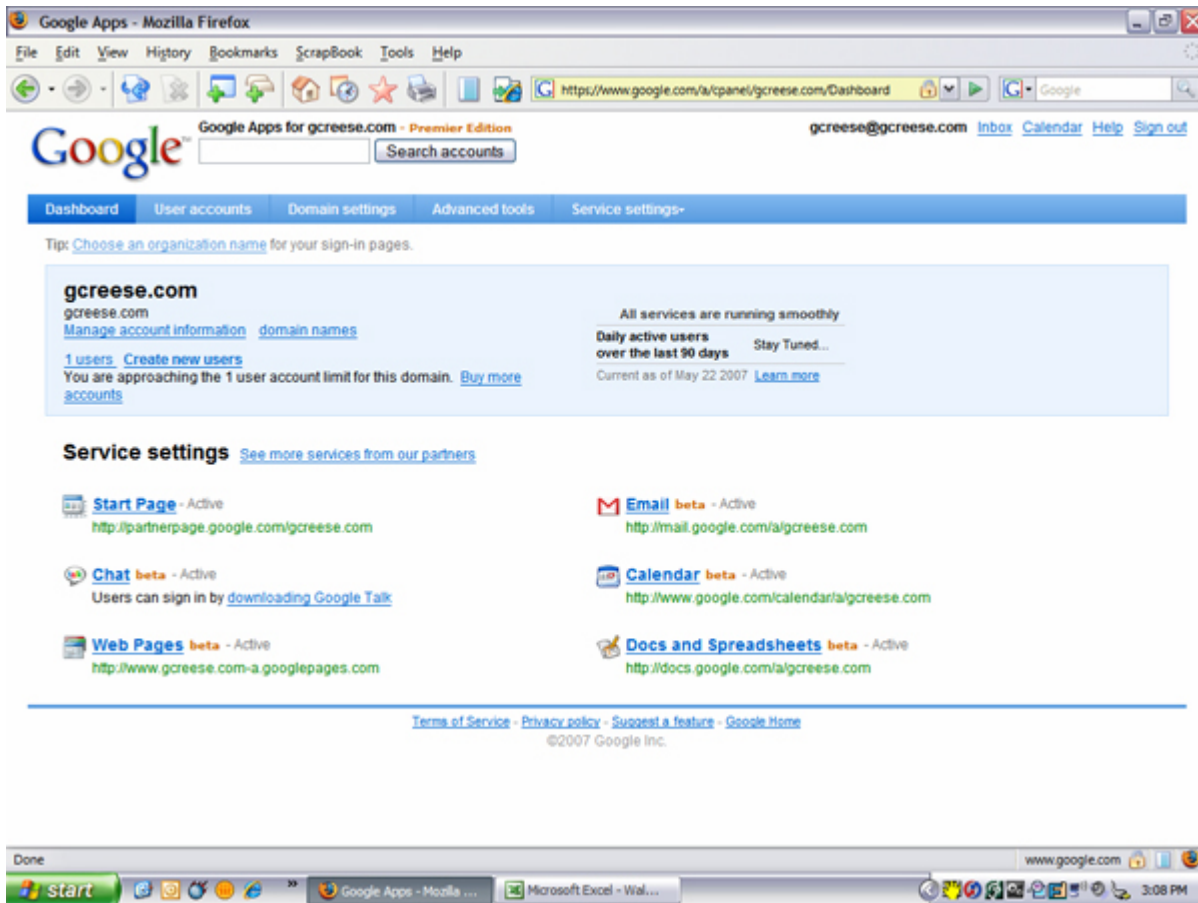 Google Apps - Mozilla Firefox
File Edit View History Bookmarks ScrapBook Tools Help
https://www.google.com/a/cpanel/gcreese.com/Dashboard Google
Google™ Google Apps for gcreese.com - Premier Edition
Search accounts
gcreese@gcreese.com Inbox Calendar Help Sign out
Dashboard User accounts Domain settings Advanced tools Service settings
Tip: Choose an organization name for your sign-in pages.
gcreese.com
gcreese.com
Manage account information domain names
1 users Create new users
You are approaching the 1 user account limit for this domain. Buy more
accounts
All services are running smoothly
Daily active users
over the last 90 days
Stay Tuned...
Current as of May 22 2007 Learn more
Service settings See more services from our partners
Start Page - Active
http://partnerpage.google.com/gcreese.com
Email beta - Active
http://mail.google.com/a/gcreese.com
Chat beta - Active
Users can sign in by downloading Google Talk
Calendar beta - Active
http://www.google.com/calendar/a/gcreese.com
Web Pages beta - Active
http://www.gcreese.com-a.googlepages.com
Docs and Spreadsheets beta - Active
http://docs.google.com/a/gcreese.com
Terms of Service - Privacy policy - Suggest a feature - Google Home
©2007 Google Inc.
Done www.google.com
start » Google Apps - Mozilla ... Microsoft Excel - Wal... 3:08 PM